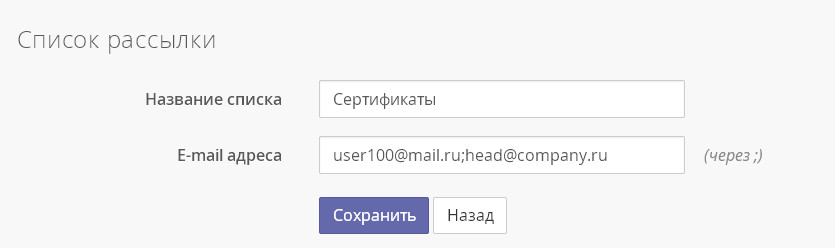 Список рассылки
Название списка Сертификаты
E-mail адреса user100@mail.ru;head@company.ru (через ;)
Сохранить Назад